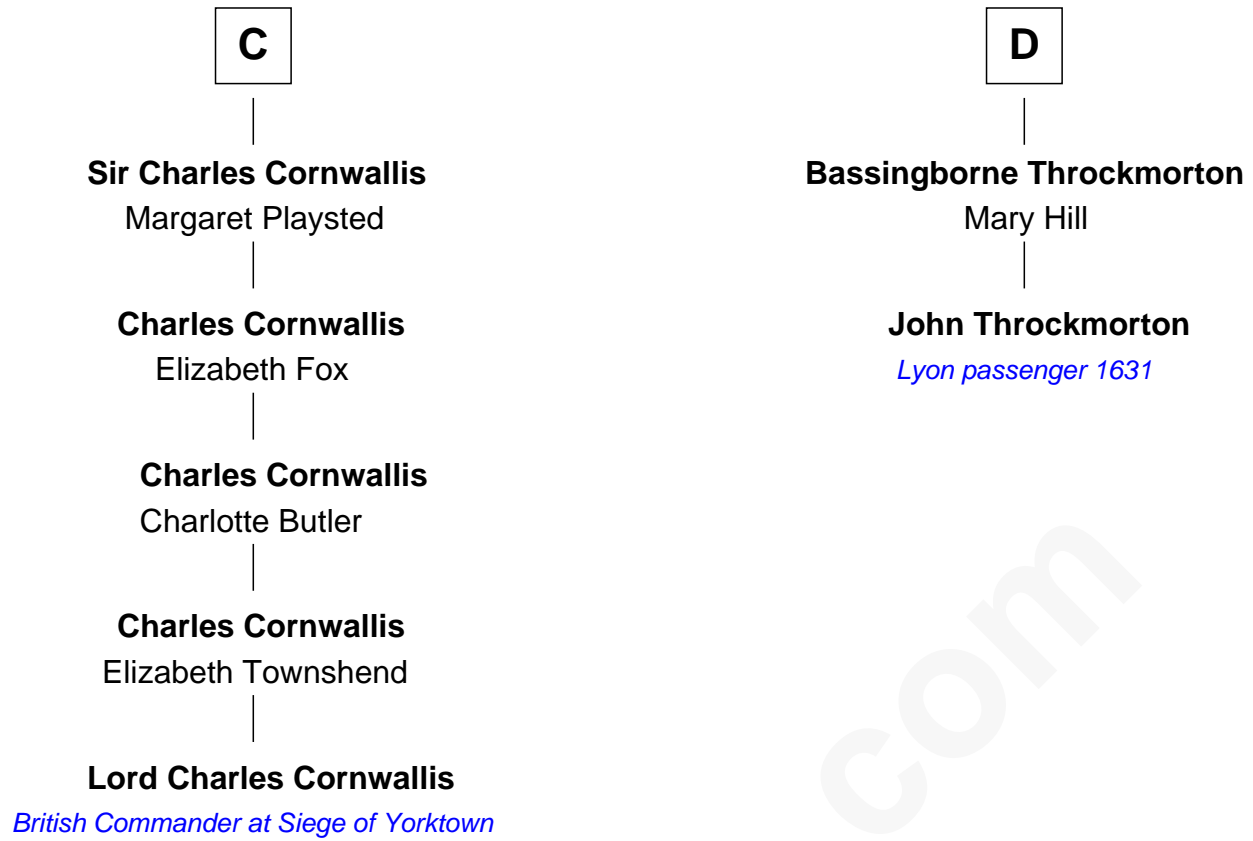 C
Sir Charles Cornwallis
Margaret Playsted
Charles Cornwallis
Elizabeth Fox
Charles Cornwallis
Charlotte Butler
Charles Cornwallis
Elizabeth Townshend
Lord Charles Cornwallis
British Commander at Siege of Yorktown
D
Bassingborne Throckmorton
Mary Hill
John Throckmorton
Lyon passenger 1631
com